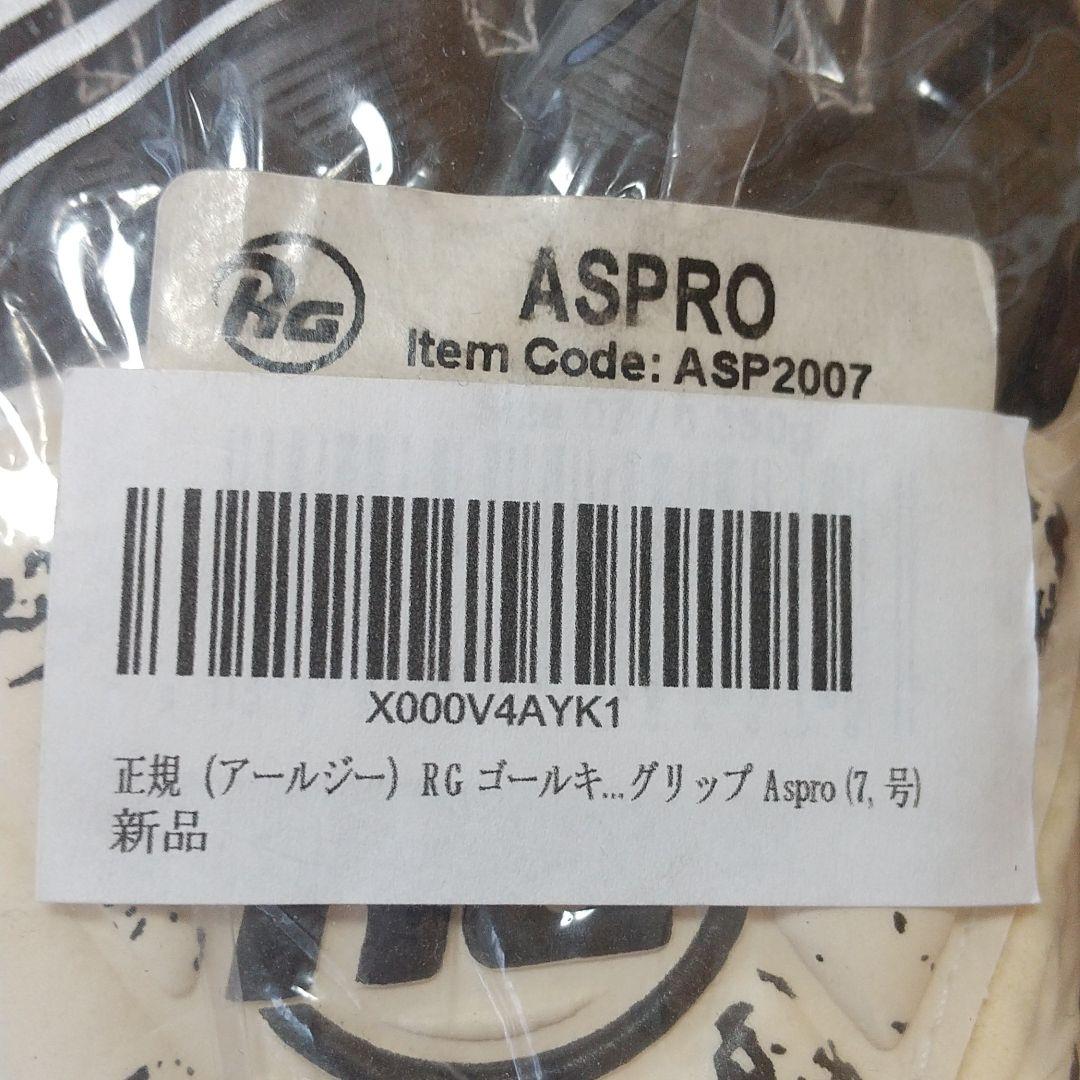 RG
ASPRO
Item Code: ASP2007
X000V4AYK1
正規（アールジー）RG ゴールキ...グリップ Aspro (7, 号)
新品